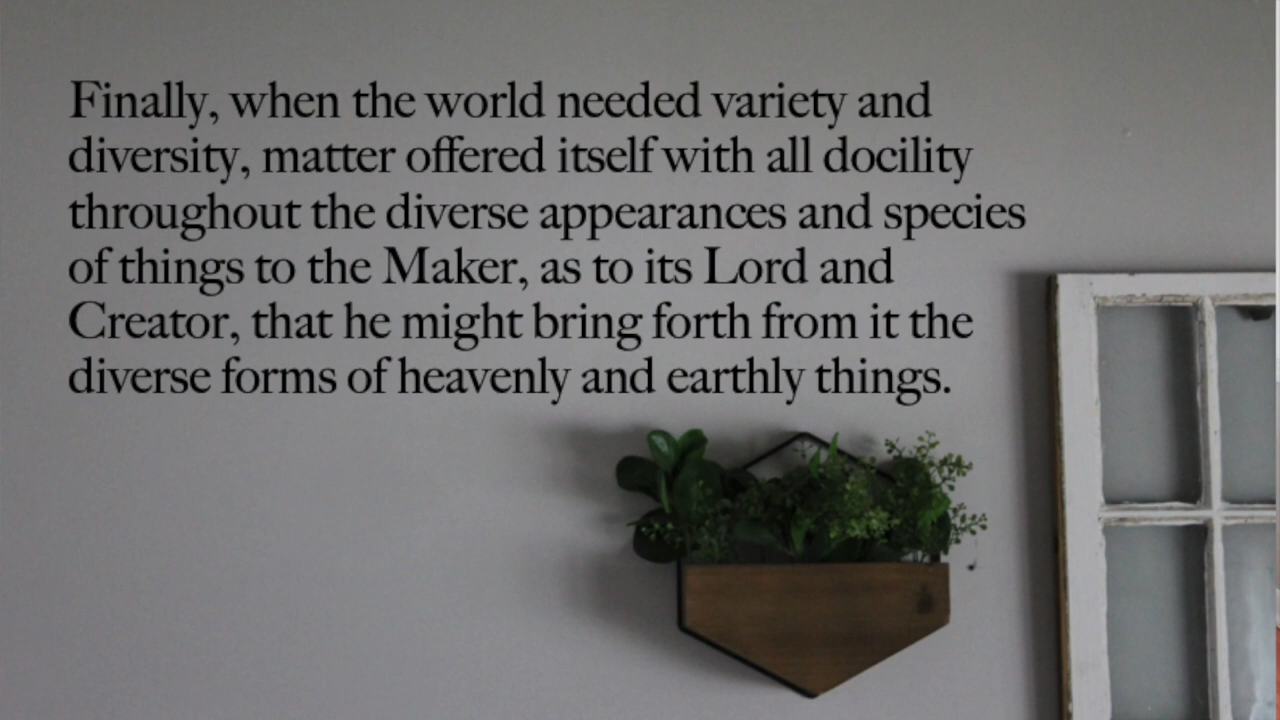 Finally, when the world needed variety and
diversity, matter offered itself with all docility
throughout the diverse appearances and species
of things to the Maker, as to its Lord and
Creator, that he might bring forth from it the
diverse forms of heavenly and earthly things.